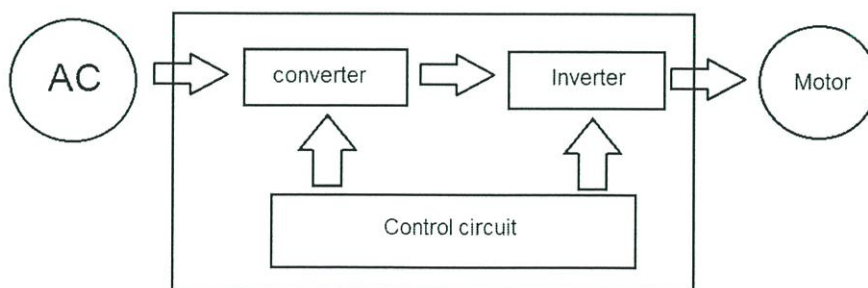 AC
converter
Inverter
Motor
Control circuit